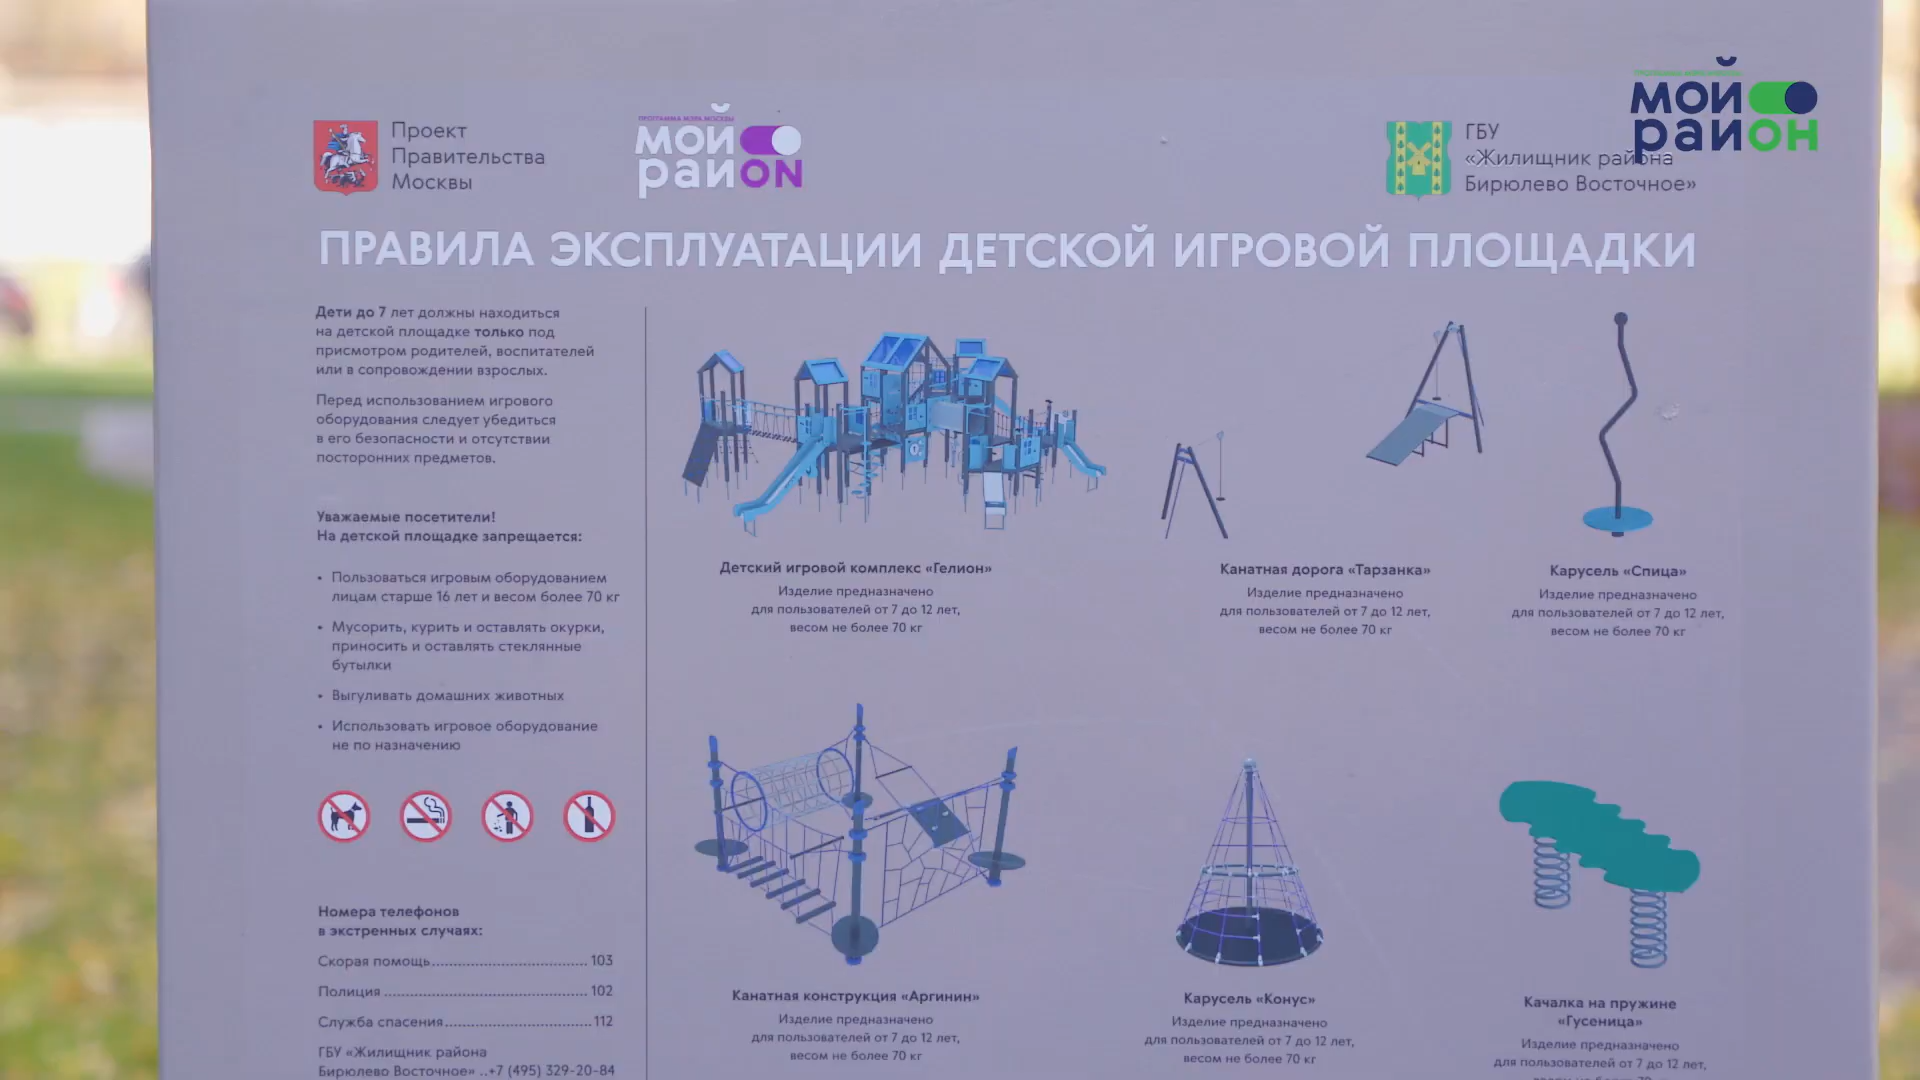 Проект
Правительства
Москвы
ПРОГРАММА МЭРА МОСКВЫ
МОЙ
райON
ГБУ
«Жилищник района
Бирюлево Восточное»
МОЙ
райОН
ПРАВИЛА ЭКСПЛУАТАЦИИ ДЕТСКОЙ ИГРОВОЙ ПЛОЩАДКИ
Дети до 7 лет должны находиться
на детской площадке только под
присмотром родителей, воспитателей
или в сопровождении взрослых.
Перед использованием игрового
оборудования следует убедиться
в его безопасности и отсутствии
посторонних предметов.
Уважаемые посетители!
На детской площадке запрещается:
• Пользоваться игровым оборудованием
лицам старше 16 лет и весом более 70 кг
• Мусорить, курить и оставлять окурки,
приносить и оставлять стеклянные
бутылки
• Выгуливать домашних животных
• Использовать игровое оборудование
не по назначению
Номера телефонов
в экстренных случаях:
Скорая помощь.................................. 103
Полиция ............................................ 102
Служба спасения................................112
ГБУ «Жилищник района
Бирюлево Восточное» ..+7 (495) 329-20-84
Детский игровой комплекс «Гелион»
Изделие предназначено
для пользователей от 7 до 12 лет,
весом не более 70 кг
Канатная дорога «Тарзанка»
Изделие предназначено
для пользователей от 7 до 12 лет,
весом не более 70 кг
Карусель «Спица»
Изделие предназначено
для пользователей от 7 до 12 лет,
весом не более 70 кг
Канатная конструкция «Аргинин»
Изделие предназначено
для пользователей от 7 до 12 лет,
весом не более 70 кг
Карусель «Конус»
Изделие предназначено
для пользователей от 7 до 12 лет,
весом не более 70 кг
Качалка на пружине
«Гусеница»
Изделие предназначено
для пользователей от 7 до 12 лет,